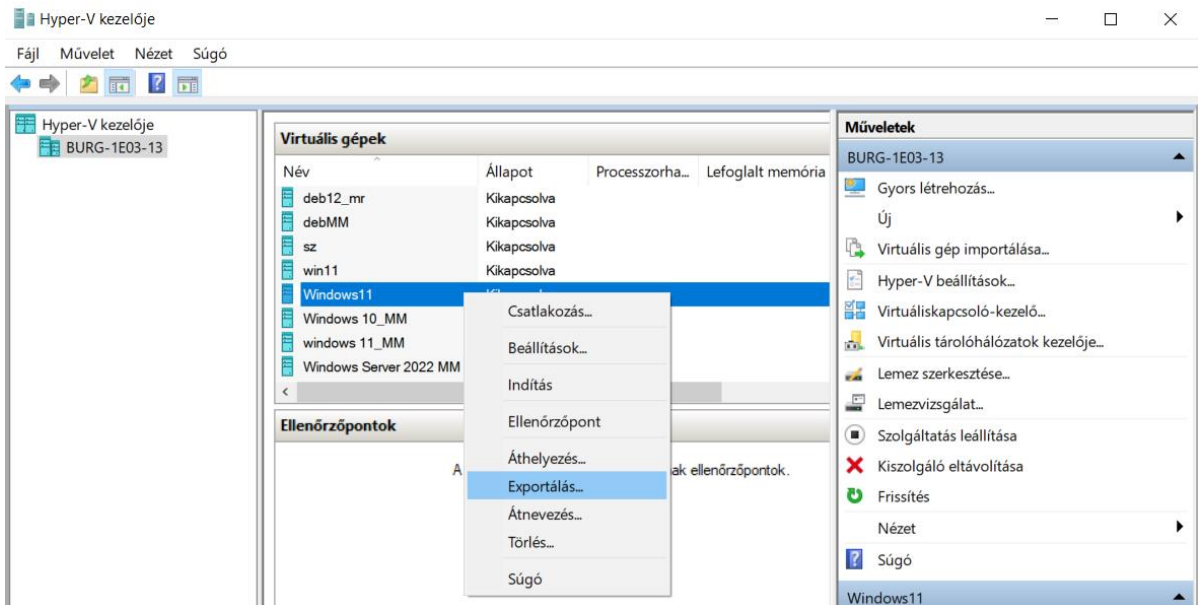 Hyper-V kezelője
Fájl Művelet Nézet Súgó
Hyper-V kezelője
BURG-1E03-13
Virtuális gépek
Név Állapot Processzorha... Lefoglalt memória
deb12_mr Kikapcsolva
debMM Kikapcsolva
sz Kikapcsolva
win11 Kikapcsolva
Windows11
Windows 10_MM
windows 11_MM
Windows Server 2022 MM
Csatlakozás...
Beállítások...
Indítás
Ellenőrzőpont
Áthelyezés...
Exportálás...
Átnevezés...
Törlés...
Súgó
Ellenőrzőpontok
A ak ellenőrzőpontok.
Műveletek
BURG-1E03-13
Gyors létrehozás...
Új
Virtuális gép importálása...
Hyper-V beállítások...
Virtuáliskapcsoló-kezelő...
Virtuális tárolóhálózatok kezelője...
Lemez szerkesztése...
Lemezvizsgálat...
Szolgáltatás leállítása
Kiszolgáló eltávolítása
Frissítés
Nézet
Súgó
Windows11